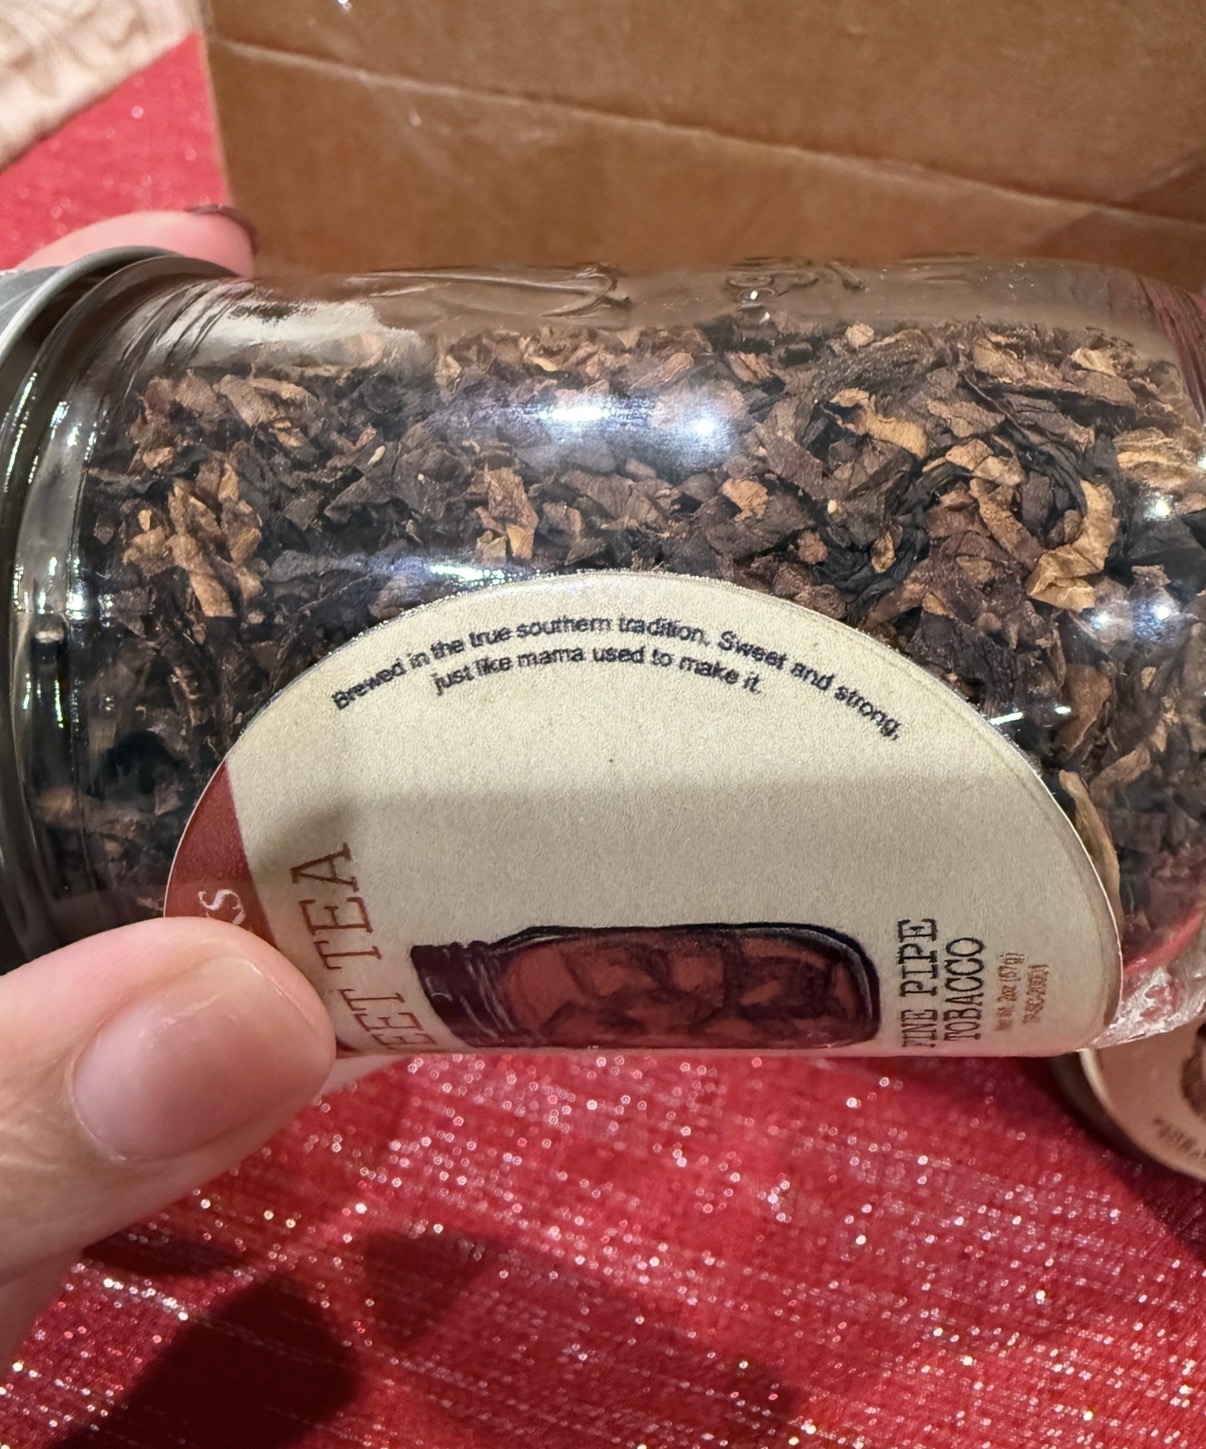 Brewed in the true southern tradition. Sweet and strong,
just like mama used to make it.
TEA
FINE PIPE
TOBACCO